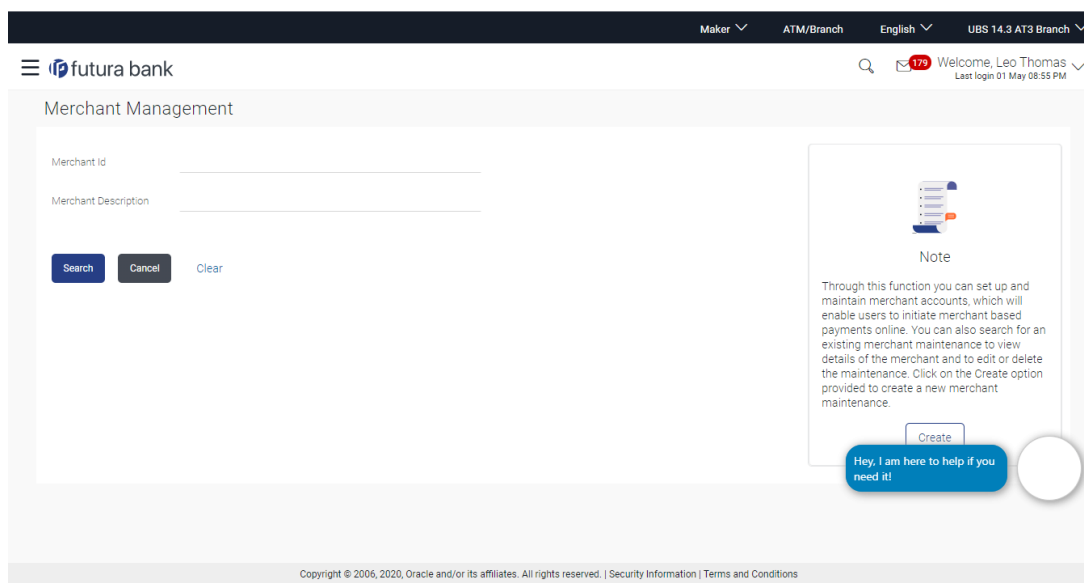 Maker ATM/Branch English UBS 14.3 AT3 Branch
futura bank 179 Welcome, Leo Thomas
Last login 01 May 08:55 PM
Merchant Management
Merchant Id
Merchant Description
Search Cancel Clear
Note
Through this function you can set up and
maintain merchant accounts, which will
enable users to initiate merchant based
payments online. You can also search for an
existing merchant maintenance to view
details of the merchant and to edit or delete
the maintenance. Click on the Create option
provided to create a new merchant
maintenance.
Create
Hey, I am here to help if you
need it!
Copyright © 2006, 2020, Oracle and/or its affiliates. All rights reserved. | Security Information | Terms and Conditions